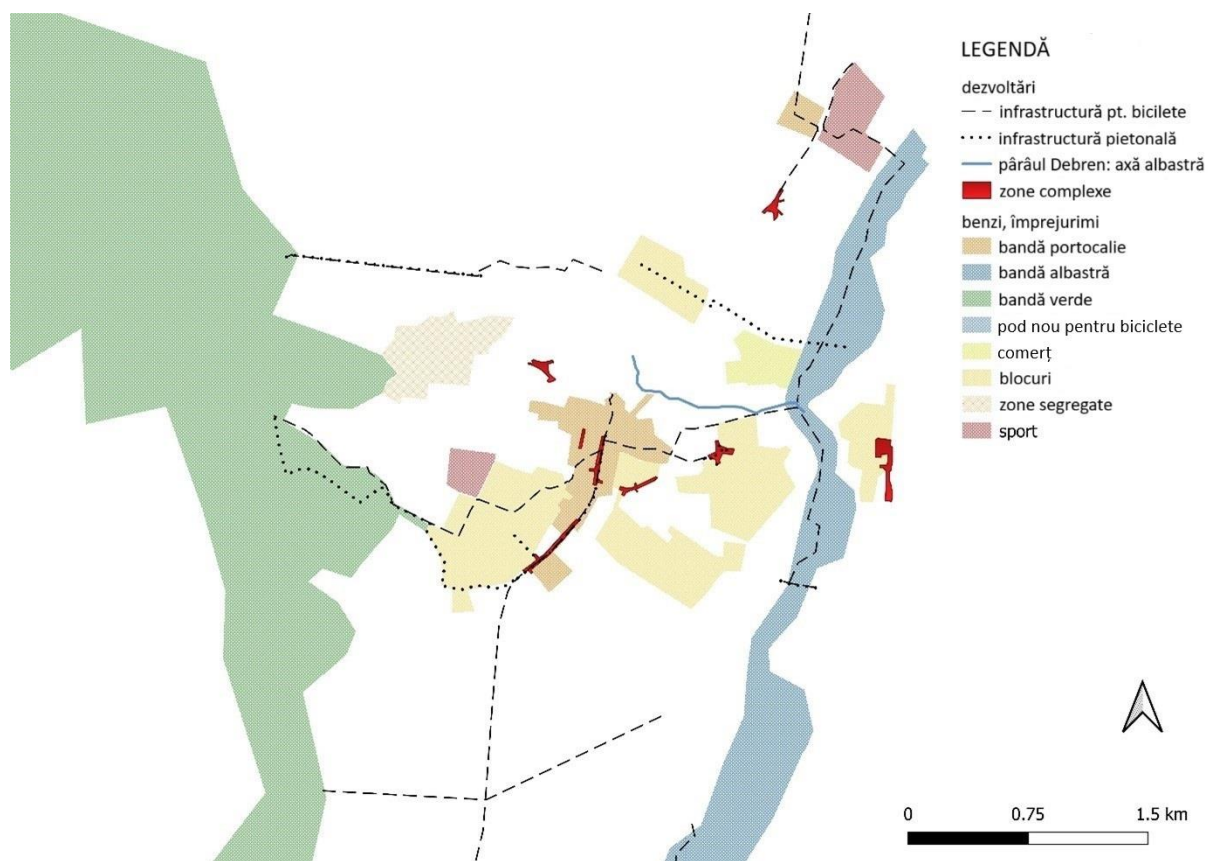 LEGENDĂ
dezvoltări
infrastructură pt. bicilete
infrastructură pietonală
pârâul Debren: axă albastră
zone complexe
benzi, împrejurimi
bandă portocalie
bandă albastră
bandă verde
pod nou pentru biciclete
comerț
blocuri
zone segregate
sport
0 0.75 1.5 km